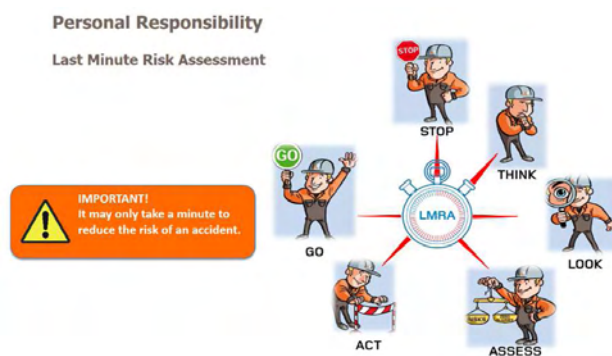 Personal Responsibility
Last Minute Risk Assessment
STOP
STOP
THINK
GO
IMPORTANT!
It may only take a minute to
reduce the risk of an accident.
LMRA
GO
LOOK
ACT
ASSESS